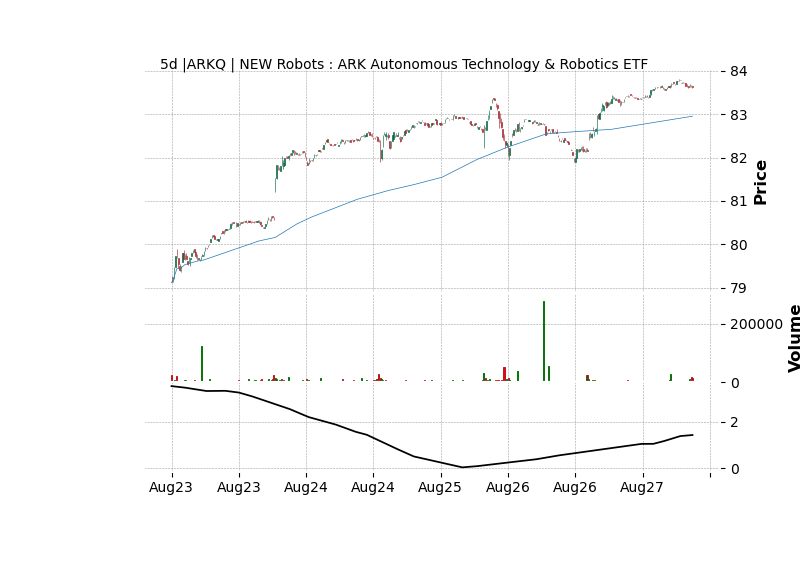 5d |ARKQ | NEW Robots : ARK Autonomous Technology & Robotics ETF
84
83
82
81
80
79
Price
200000
0
Volume
2
0
Aug23 Aug23 Aug24 Aug24 Aug25 Aug26 Aug26 Aug27